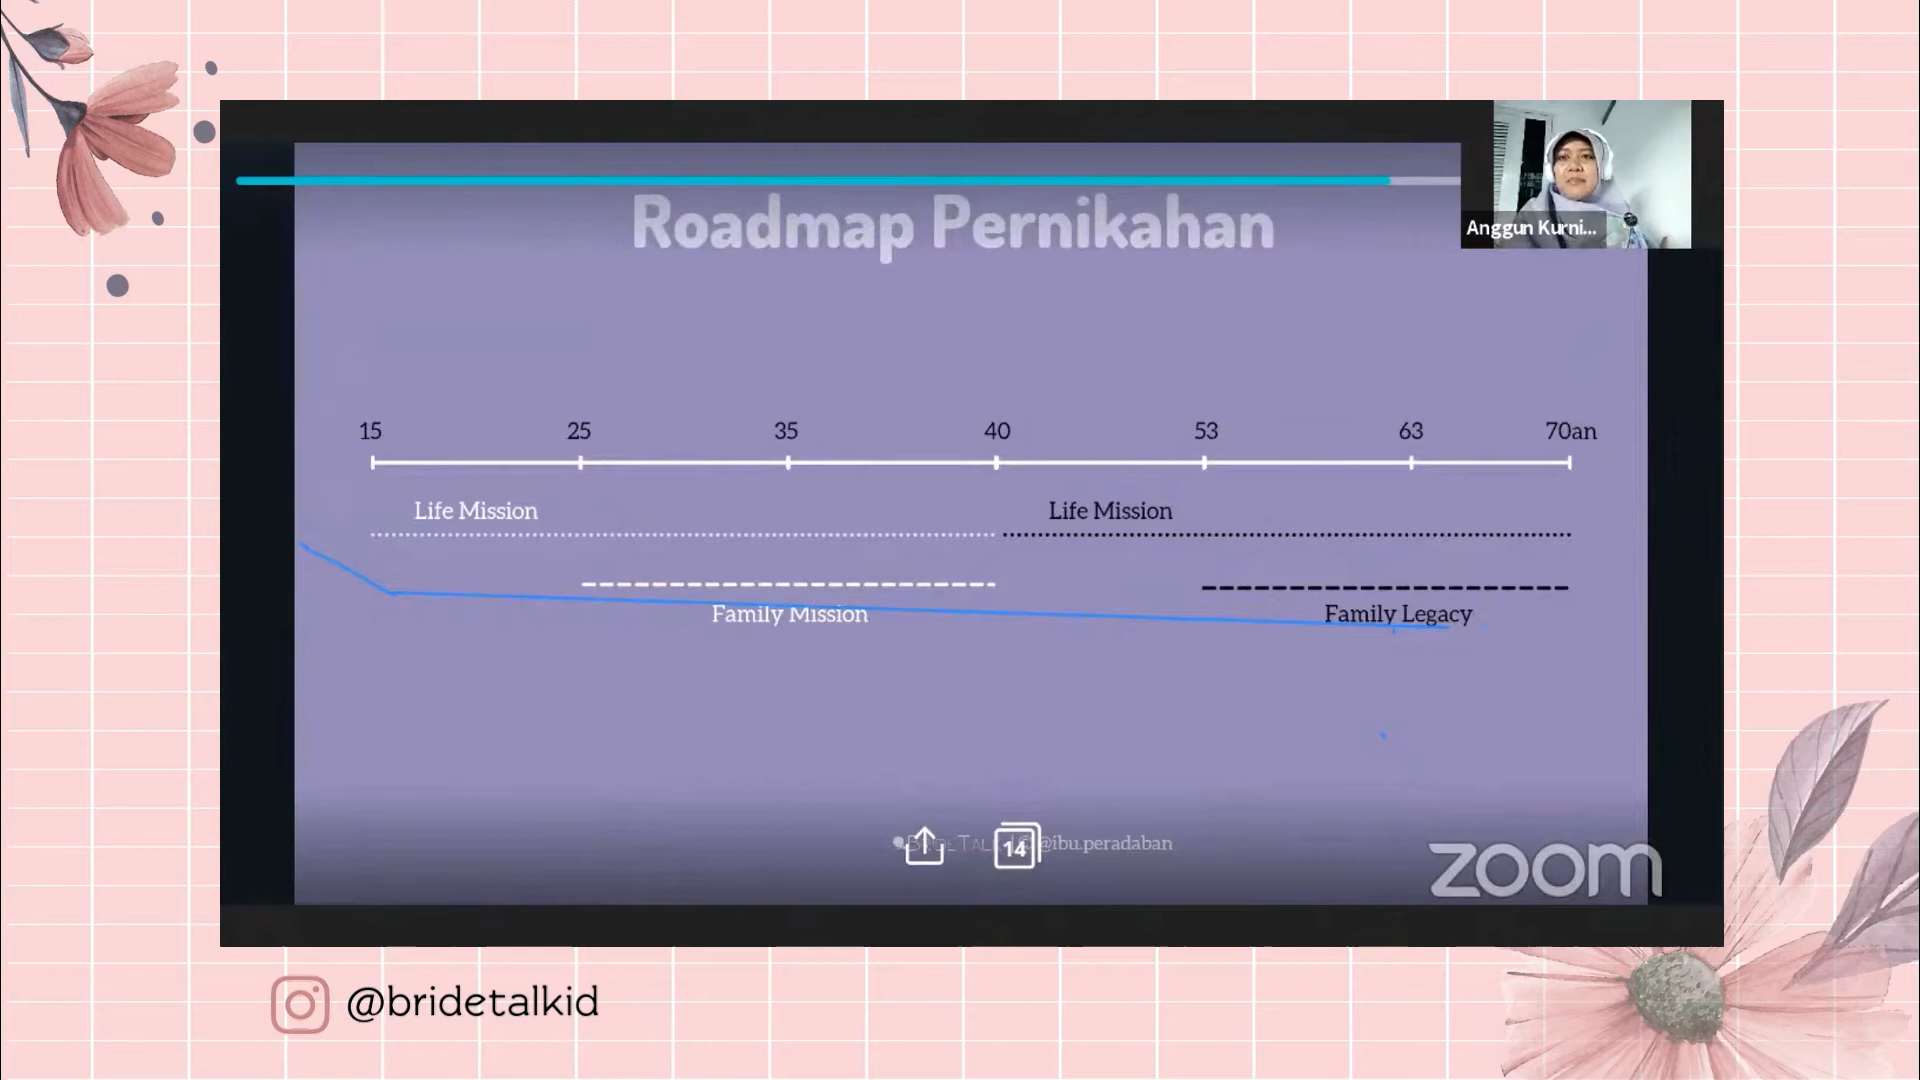 Roadmap Pernikahan
Anggun Kurni...
15 25 35 40 53 63 70an
Life Mission Life Mission
Family Mission Family Legacy
14
@ibu.peradaban
zoom
@bridetalkid